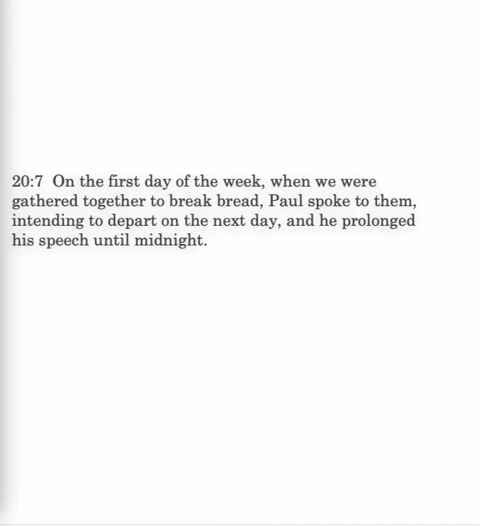 20:7 On the first day of the week, when we were
gathered together to break bread, Paul spoke to them,
intending to depart on the next day, and he prolonged
his speech until midnight.